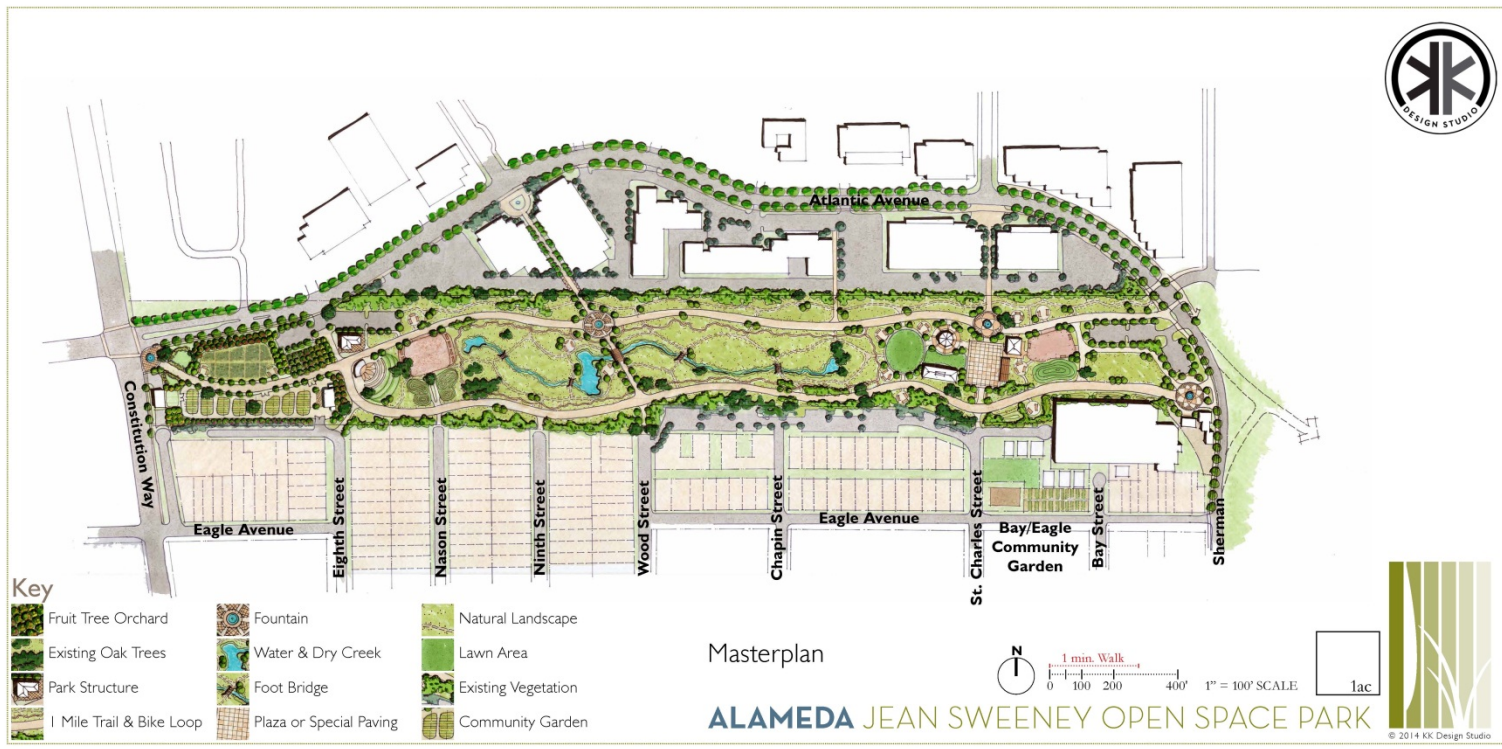 DESIGN STUDIO
Atlantic Avenue
Constitution Way
Eagle Avenue
Eighth Street
Nason Street
Ninth Street
Wood Street
Chapin Street
Eagle Avenue
St. Charles Street
Bay/Eagle
Community
Garden
Bay Street
Sherman
Key
Fruit Tree Orchard
Existing Oak Trees
Park Structure
1 Mile Trail & Bike Loop
Fountain
Water & Dry Creek
Foot Bridge
Plaza or Special Paving
Natural Landscape
Lawn Area
Existing Vegetation
Community Garden
Masterplan
N
1 min. Walk
0 100 200 400' 1" = 100' SCALE
1ac
ALAMEDA JEAN SWEENEY OPEN SPACE PARK
© 2014 KK Design Studio